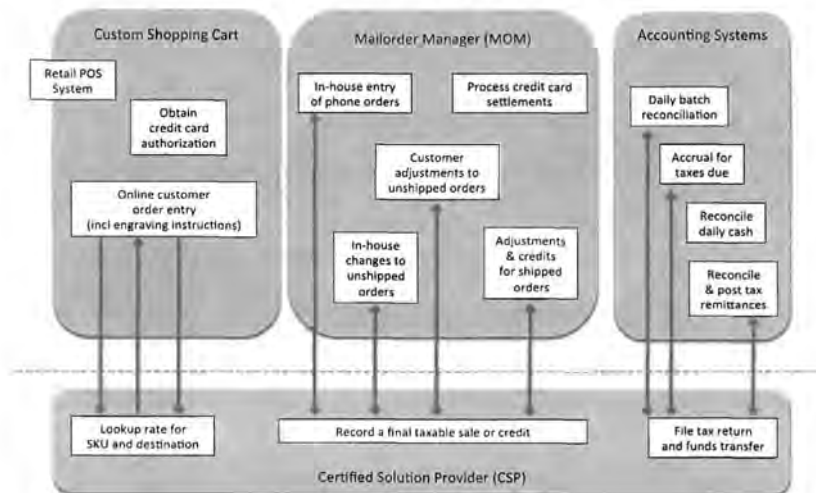 Custom Shopping Cart
Retail POS
System
Obtain
credit card
authorization
Online customer
order entry
(incl engraving instructions)
Mailorder Manager (MOM)
In-house entry
of phone orders
Process credit card
settlements
Customer
adjustments to
unshipped orders
In-house
changes to
unshipped
orders
Adjustments
& credits
for shipped
orders
Accounting Systems
Daily batch
reconciliation
Accrual for
taxes due
Reconcile
daily cash
Reconcile
& post tax
remittances
Lookup rate for
SKU and destination
Record a final taxable sale or credit
File tax return
and funds transfer
Certified Solution Provider (CSP)